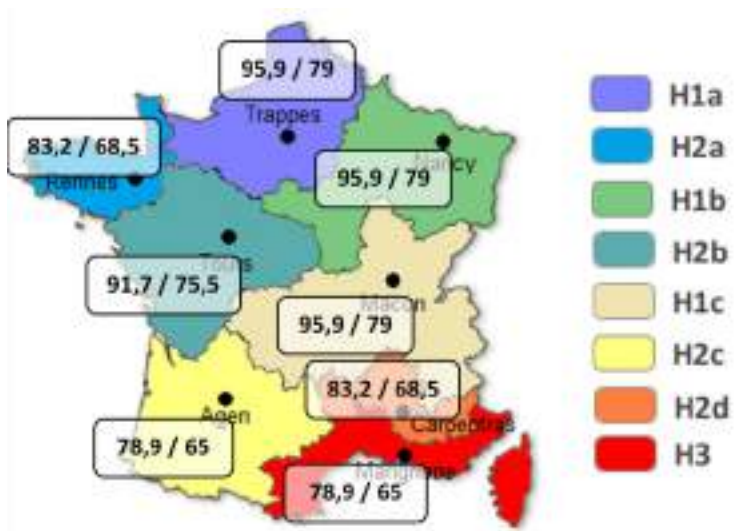 95,9 / 79
Trappes
83,2 / 68,5
Rennes
Nancy
95,9 / 79
Tours
91,7 / 75,5
Macon
95,9 / 79
83,2 / 68,5
Agen
Carpentras
78,9 / 65
Marignane
78,9 / 65
H1a
H2a
H1b
H2b
H1c
H2c
H2d
H3